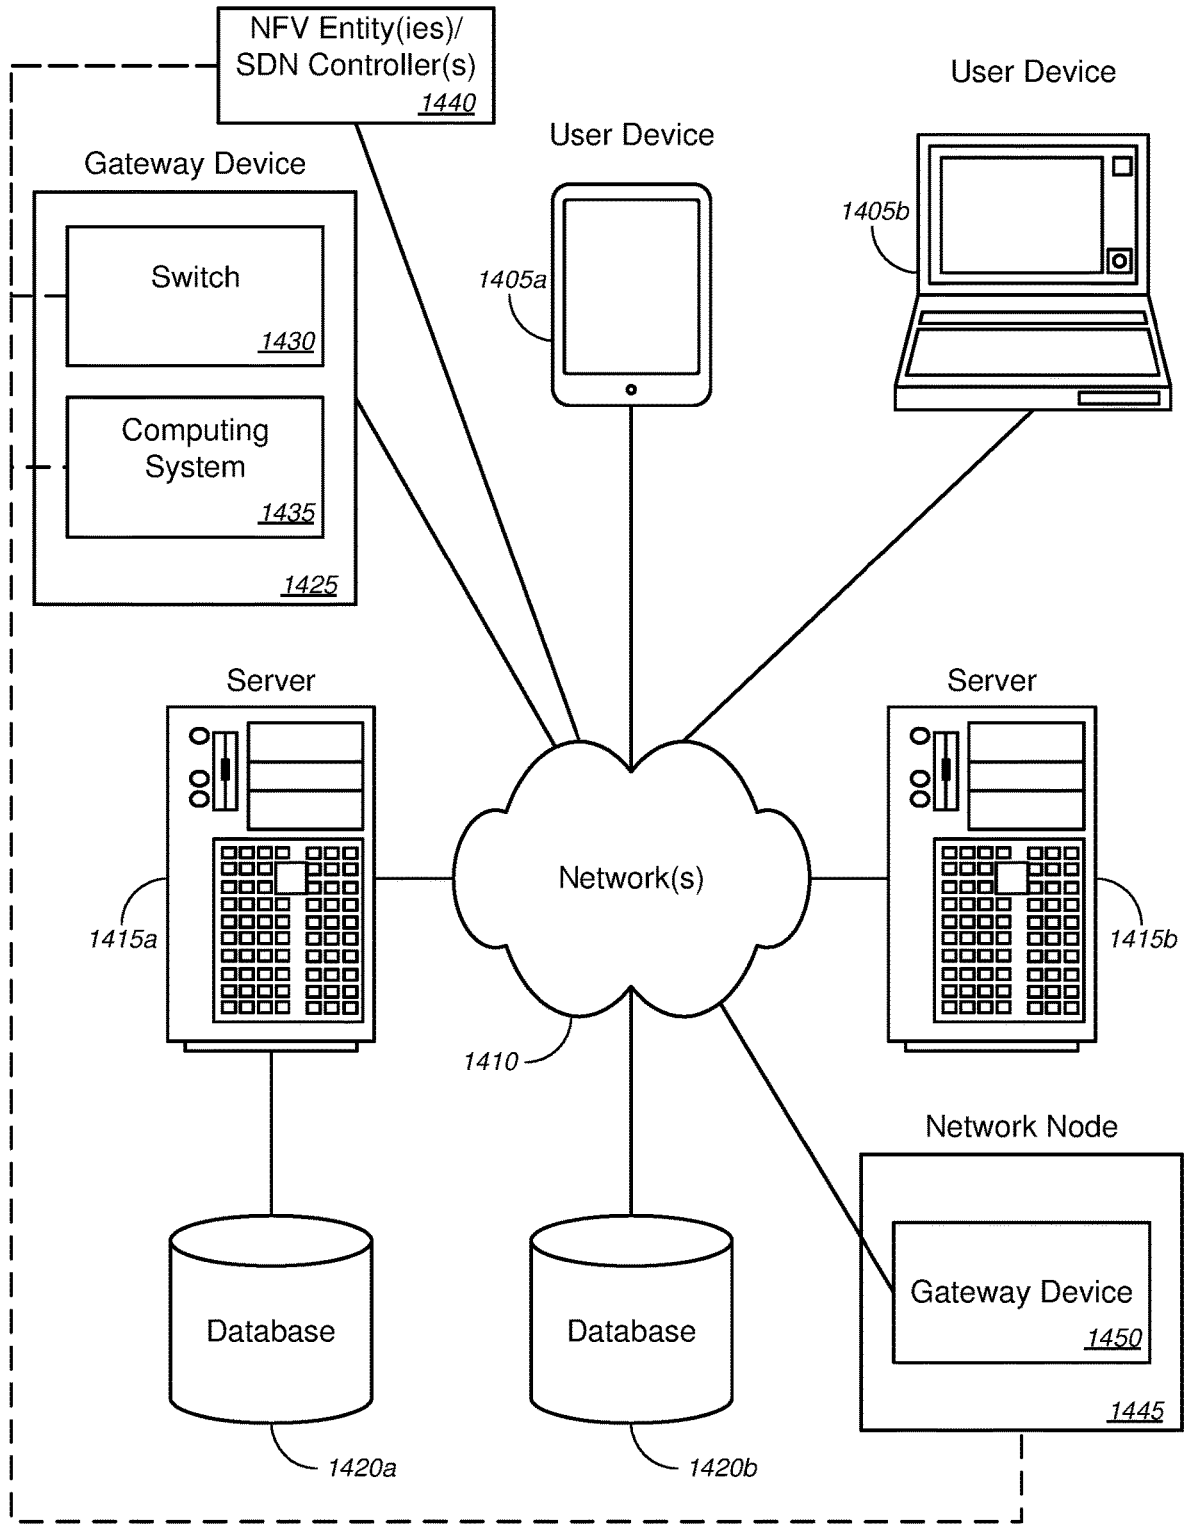 NFV Entity(ies)/
SDN Controller(s)
1440
User Device
User Device
Gateway Device
1405a
1405b
Switch
1430
Computing
System
1435
1425
Server
Server
Network(s)
1415a
1415b
1410
Network Node
Gateway Device
1450
1445
Database
Database
1420a
1420b